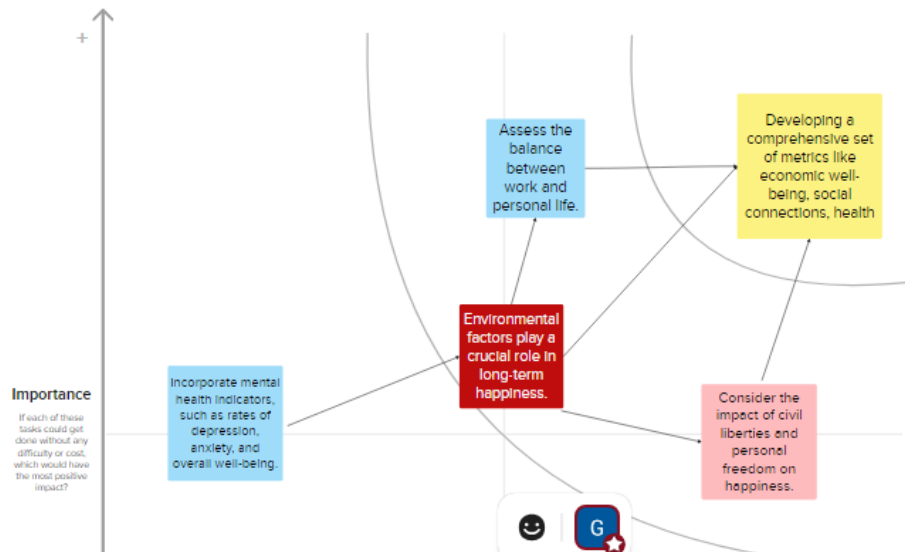 +
Assess the
balance
between
work and
personal life.
Developing a
comprehensive set
of metrics like
economic well-
being, social
connections, health
Environmental
factors play a
crucial role in
long-term
happiness.
Importance
If each of these
tasks could get
done without any
difficulty or cost,
which would have
the most positive
impact?
Incorporate mental
health indicators,
such as rates of
depression,
anxiety, and
overall well-being.
Consider the
impact of civil
liberties and
personal
freedom on
happiness.
G